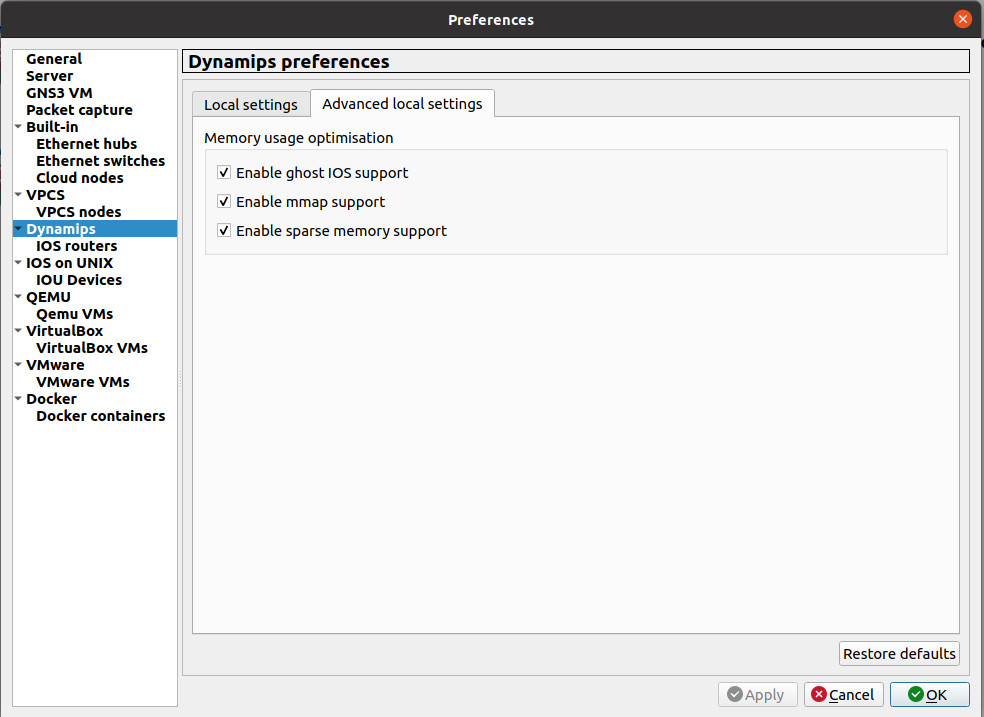 Preferences
General
Server
GNS3 VM
Packet capture
Built-in
Ethernet hubs
Ethernet switches
Cloud nodes
VPCS
VPCS nodes
Dynamips
IOS routers
IOS on UNIX
IOU Devices
QEMU
Qemu VMs
VirtualBox
VirtualBox VMs
VMware
VMware VMs
Docker
Docker containers
Dynamips preferences
Local settings
Advanced local settings
Memory usage optimisation
Enable ghost IOS support
Enable mmap support
Enable sparse memory support
Restore defaults
Apply
Cancel
OK